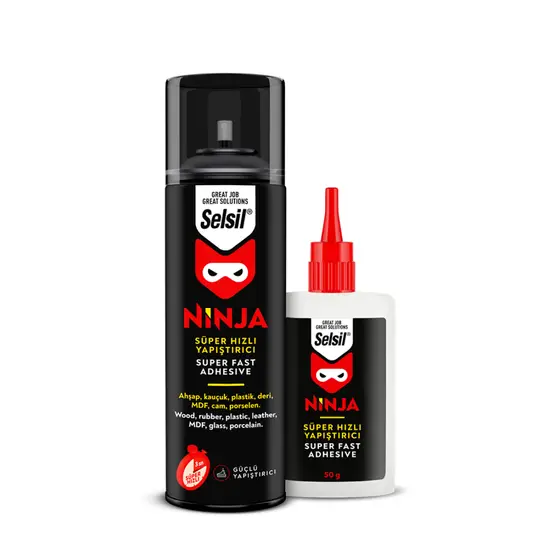 GREAT JOB
GREAT SOLUTIONS
Selsil®
NINJA
SÜPER HIZLI
YAPIŞTIRICI
SUPER FAST
ADHESIVE
Ahşap, kauçuk, plastik, deri,
MDF, cam, porselen.
Wood, rubber, plastic, leather,
MDF, glass, porcelain.
SÜPER
HIZLI
GÜÇLÜ
YAPIŞTIRICI
GREAT JOB
GREAT SOLUTIONS
Selsil®
NINJA
SÜPER HIZLI
YAPIŞTIRICI
SUPER FAST
ADHESIVE
50 g